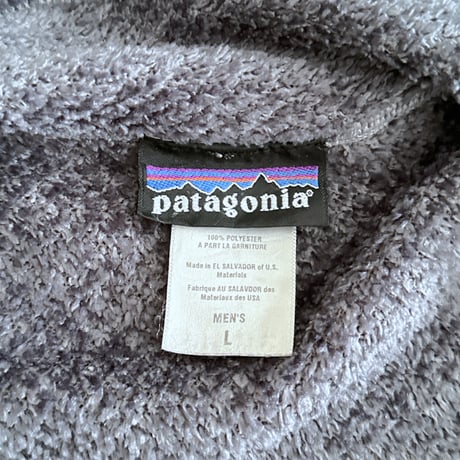 patagonia®
100% POLYESTER
A PART LA GARNITURE
Made in EL SALVADOR of U.S.
Materials
Fabrique AU SALAVDOR des
Materiaux des USA
MEN'S
L